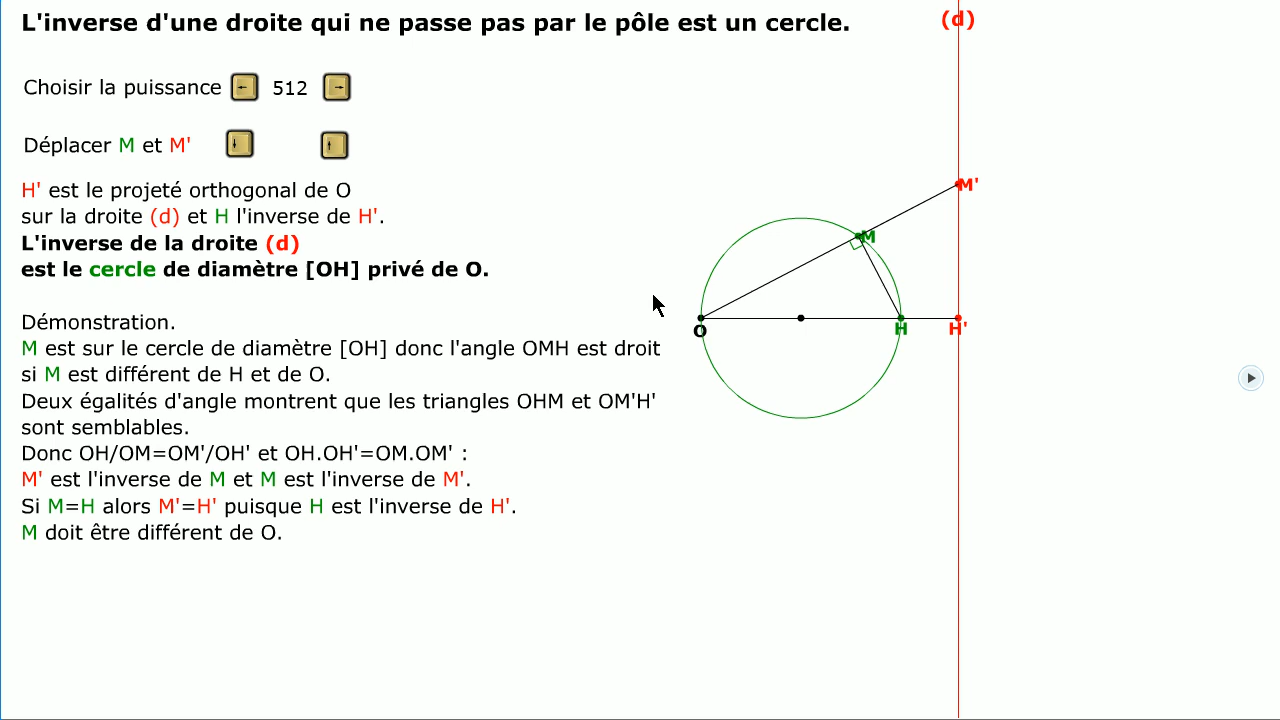 L'inverse d'une droite qui ne passe pas par le pôle est un cercle.
(d)
Choisir la puissance ← 512 →
Déplacer M et M' ↓ ↑
H' est le projeté orthogonal de O
sur la droite (d) et H l'inverse de H'.
L'inverse de la droite (d)
est le cercle de diamètre [OH] privé de O.
Démonstration.
M est sur le cercle de diamètre [OH] donc l'angle OMH est droit
si M est différent de H et de O.
Deux égalités d'angle montrent que les triangles OHM et OM'H'
sont semblables.
Donc OH/OM=OM'/OH' et OH.OH'=OM.OM' :
M' est l'inverse de M et M est l'inverse de M'.
Si M=H alors M'=H' puisque H est l'inverse de H'.
M doit être différent de O.
M'
M
O
H
H'